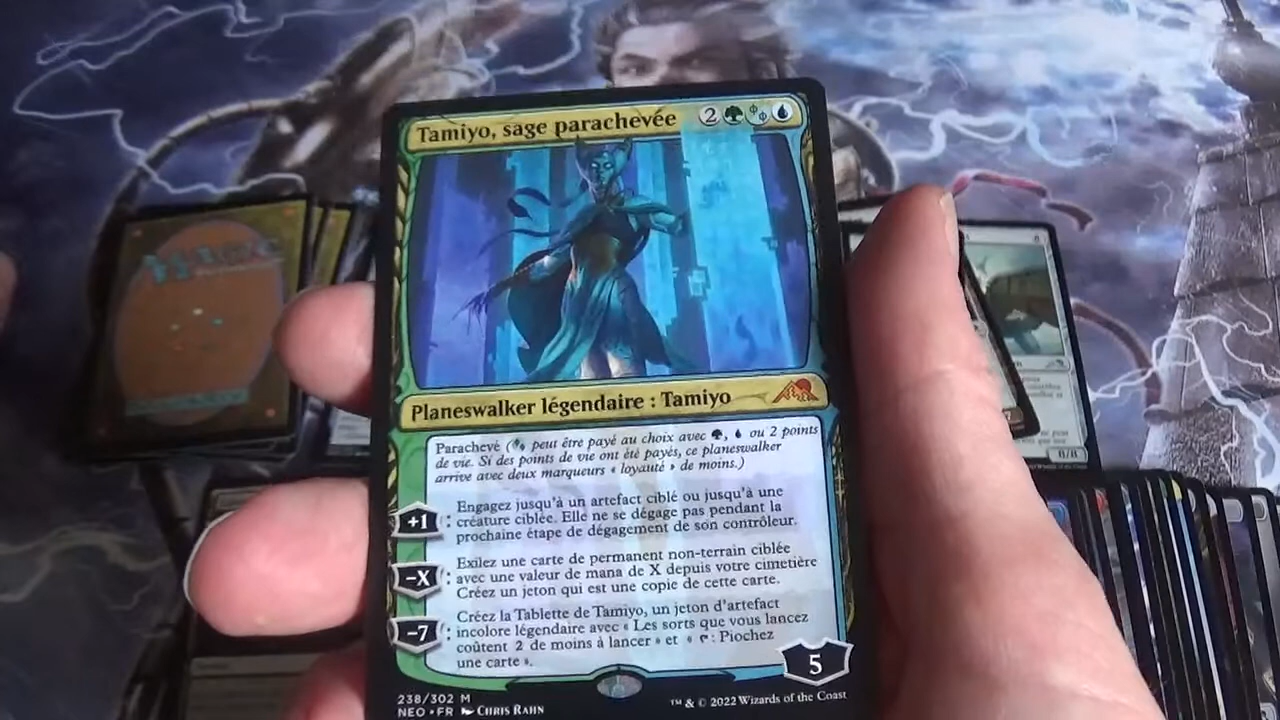 Tamiyo, sage parachevée 2
Planeswalker légendaire : Tamiyo
Parachevé ( peut être payé au choix avec , ou 2 points
de vie. Si des points de vie ont été payés, ce planeswalker
arrive avec deux marqueurs « loyauté » de moins.)
+1 : Engagez jusqu'à un artefact ciblé ou jusqu'à une
créature ciblée. Elle ne se dégage pas pendant la
prochaine étape de dégagement de son contrôleur.
−X : Exilez une carte de permanent non-terrain ciblée
avec une valeur de mana de X depuis votre cimetière
Créez un jeton qui est une copie de cette carte.
−7 : Créez la Tablette de Tamiyo, un jeton d'artefact
incolore légendaire avec « Les sorts que vous lancez
coûtent 2 de moins à lancer » et « : Piochez
une carte ».
5
238/302 M
NEO • FR CHRIS RAHN
™ & © 2022 Wizards of the Coast
Magic
8/8